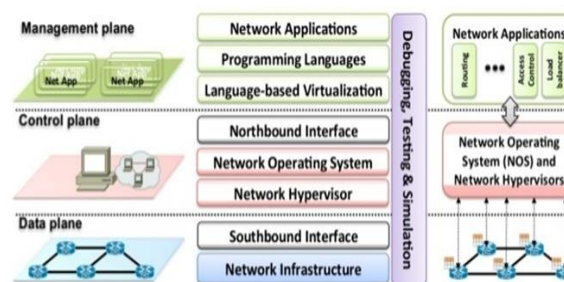 Management plane
Net App
Net App
Control plane
Data plane
Network Applications
Programming Languages
Language-based Virtualization
Northbound Interface
Network Operating System
Network Hypervisor
Southbound Interface
Network Infrastructure
Debugging, Testing & Simulation
Network Applications
Routing
•••
Access
Control
Load
balancer
Network Operating
System (NOS) and
Network Hypervisors